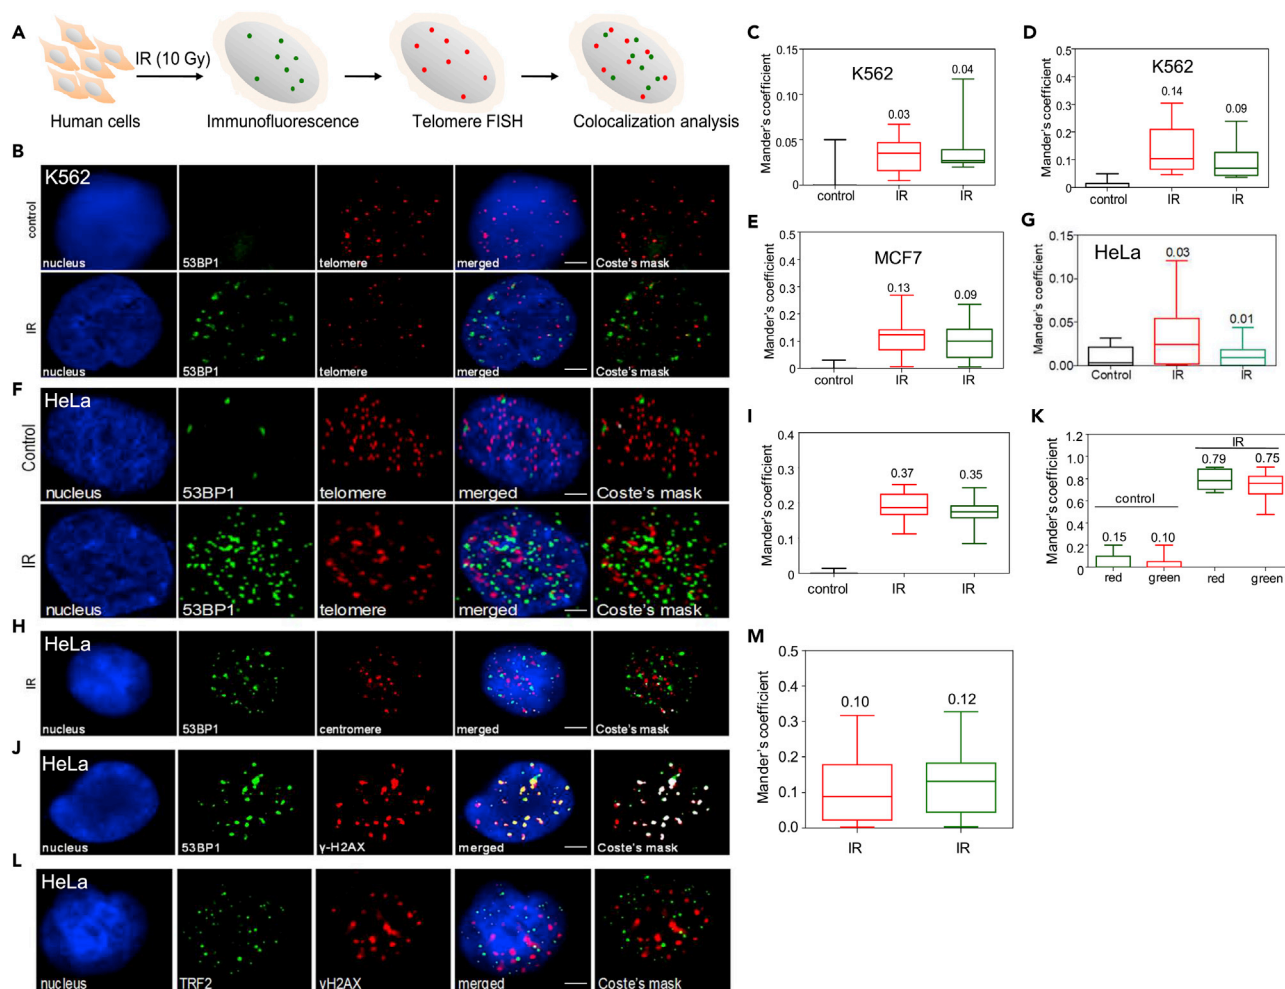 A
IR (10 Gy)
Human cells
Immunofluorescence
Telomere FISH
Colocalization analysis
B
K562
control
nucleus
53BP1
telomere
merged
Coste's mask
IR
nucleus
53BP1
telomere
merged
Coste's mask
F
HeLa
Control
nucleus
53BP1
telomere
merged
Coste's mask
IR
nucleus
53BP1
telomere
merged
Coste's mask
H
HeLa
IR
nucleus
53BP1
centromere
merged
Coste's mask
J
HeLa
nucleus
53BP1
γ-H2AX
merged
Coste's mask
L
HeLa
nucleus
TRF2
γH2AX
merged
Coste's mask
C
Mander's coefficient
0.15
0.10
0.05
0
K562
0.03
0.04
control
IR
IR
D
Mander's coefficient
0.5
0.4
0.3
0.2
0.1
0
K562
0.14
0.09
control
IR
IR
E
Mander's coefficient
0.5
0.4
0.3
0.2
0.1
0
MCF7
0.13
0.09
control
IR
IR
G
Mander's coefficient
0.15
0.10
0.05
0.00
HeLa
0.03
0.01
Control
IR
IR
I
Mander's coefficient
0.4
0.3
0.2
0.1
0
0.37
0.35
control
IR
IR
K
Mander's coefficient
1.2
1.0
0.8
0.6
0.4
0.2
0
IR
0.79
0.75
control
0.15
0.10
red
green
red
green
M
Mander's coefficient
0.5
0.4
0.3
0.2
0.1
0.0
0.10
0.12
IR
IR